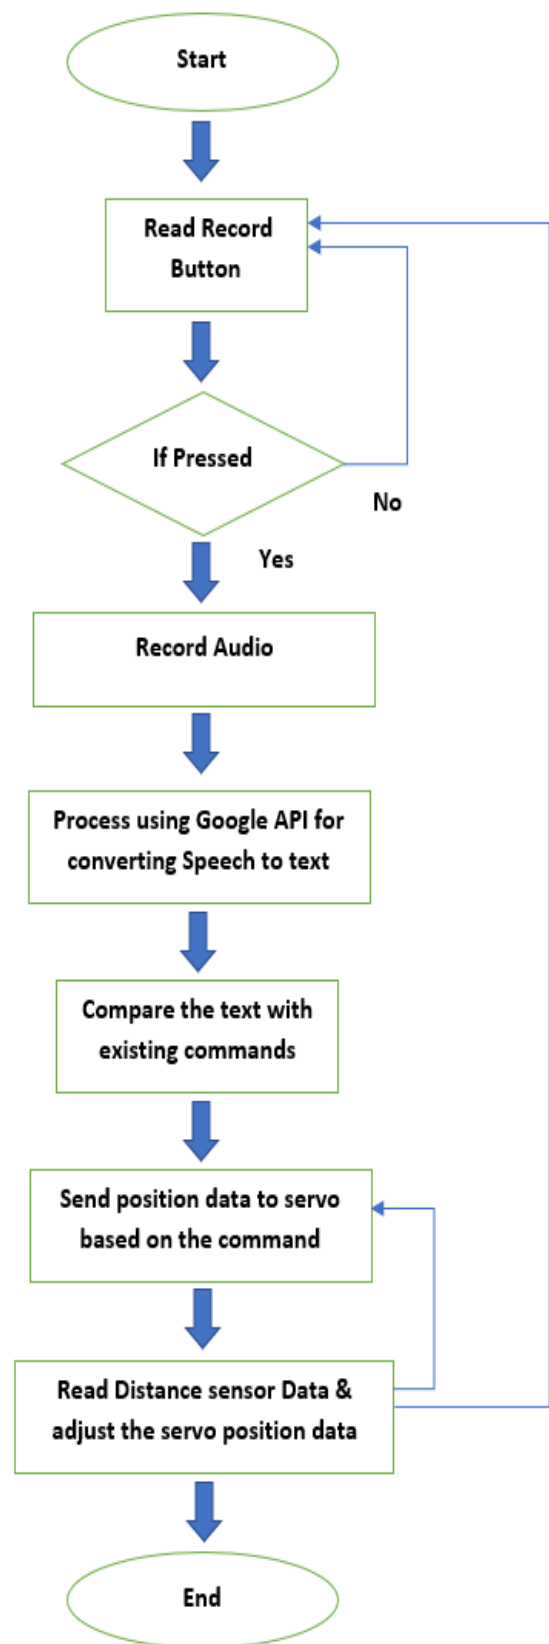 Start
Read Record
Button
If Pressed
No
Yes
Record Audio
Process using Google API for
converting Speech to text
Compare the text with
existing commands
Send position data to servo
based on the command
Read Distance sensor Data &
adjust the servo position data
End